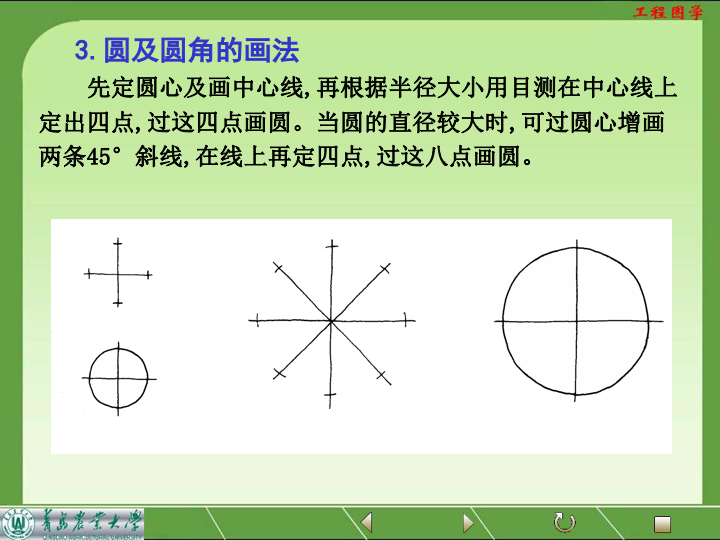 工程图学
3.圆及圆角的画法
先定圆心及画中心线,再根据半径大小用目测在中心线上
定出四点,过这四点画圆。当圆的直径较大时,可过圆心增画
两条45°斜线,在线上再定四点,过这八点画圆。
青岛农业大学
QINGDAO AGRICULTURAL UNIVERSITY